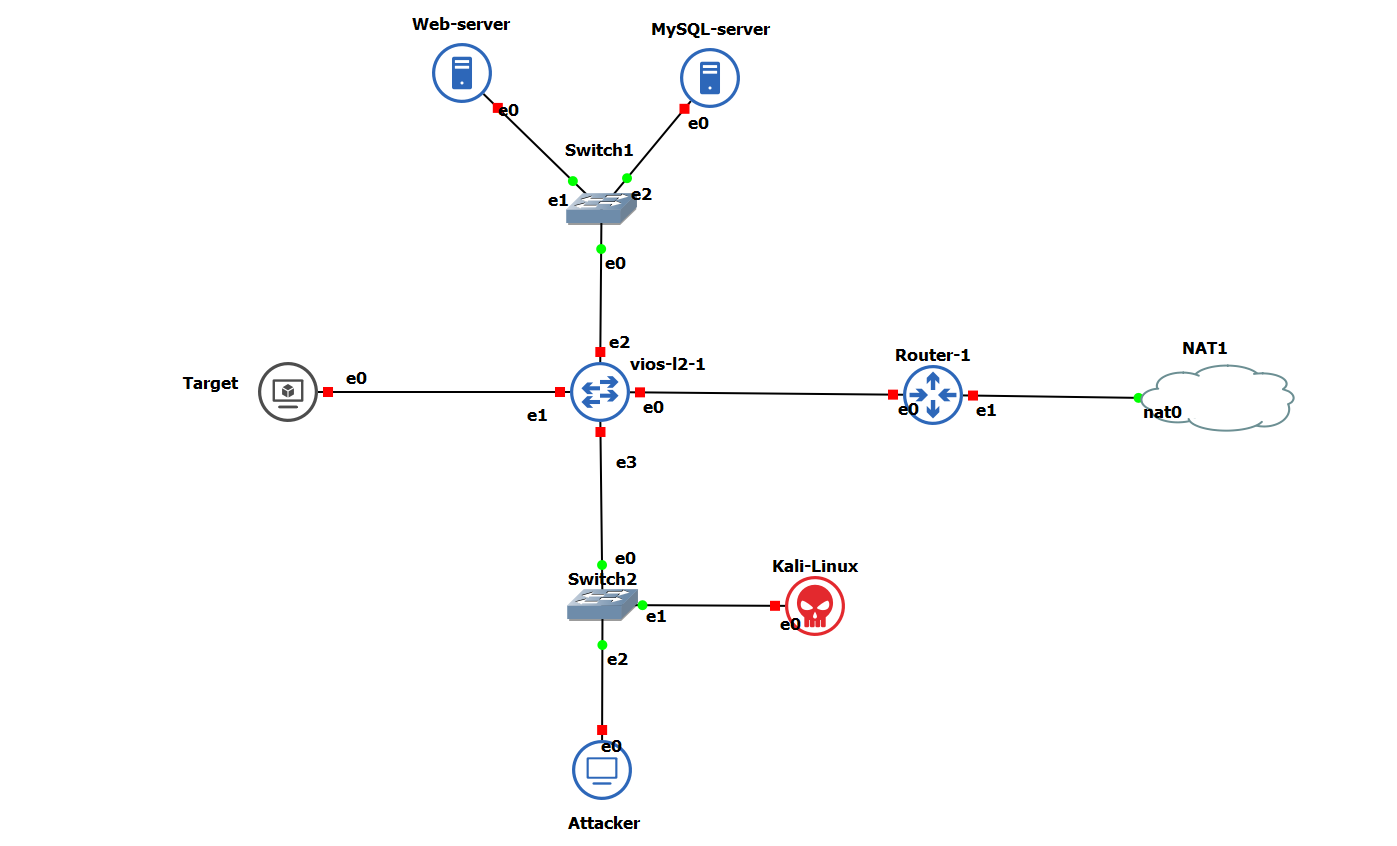 Web-server
MySQL-server
e0
e0
Switch1
e1
e2
e0
e2
vios-l2-1
NAT1
Router-1
Target
e0
e1
e0
e0
e1
nat0
e3
e0
Switch2
Kali-Linux
e1
e0
e2
e0
Attacker